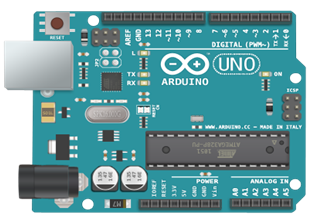 RESET
AREF
GND
13
12
~11
~10
~9
8
7
~6
~5
4
~3
2
TX 1
RX 0
DIGITAL (PWM~)
L
TX
RX
ARDUINO
UNO
ON
ICSP
WWW.ARDUINO.CC – MADE IN ITALY
IOREF
RESET
3.3V
5V
GND
GND
VIN
POWER
ANALOG IN
A0
A1
A2
A3
A4
A5